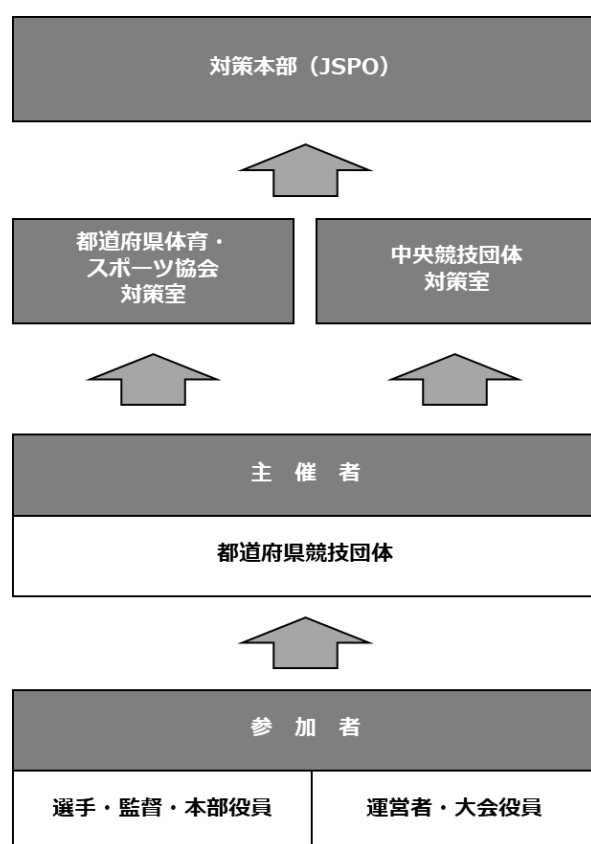 対策本部（JSPO）
都道府県体育・
スポーツ協会
対策室
中央競技団体
対策室
主　催　者
都道府県競技団体
参　加　者
選手・監督・本部役員
運営者・大会役員